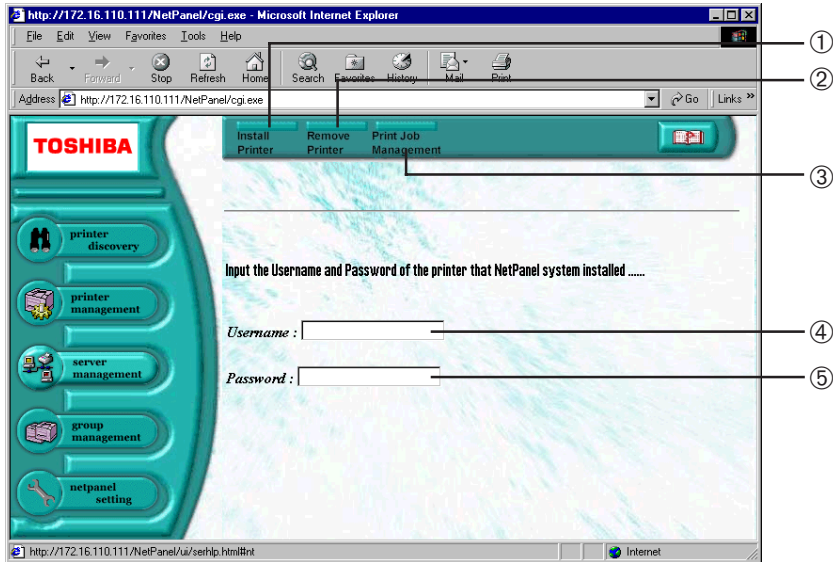 http://172.16.110.111/NetPanel/cgi.exe - Microsoft Internet Explorer
File Edit View Favorites Tools Help
Back Forward Stop Refresh Home Search Favorites History Mail Print
Address http://172.16.110.111/NetPanel/cgi.exe Go Links »
TOSHIBA
Install Printer
Remove Printer
Print Job Management
printer discovery
printer management
server management
group management
netpanel setting
Input the Username and Password of the printer that NetPanel system installed ......
Username :
Password :
http://172.16.110.111/NetPanel/ui/serhlp.html#nt
Internet
①
②
③
④
⑤